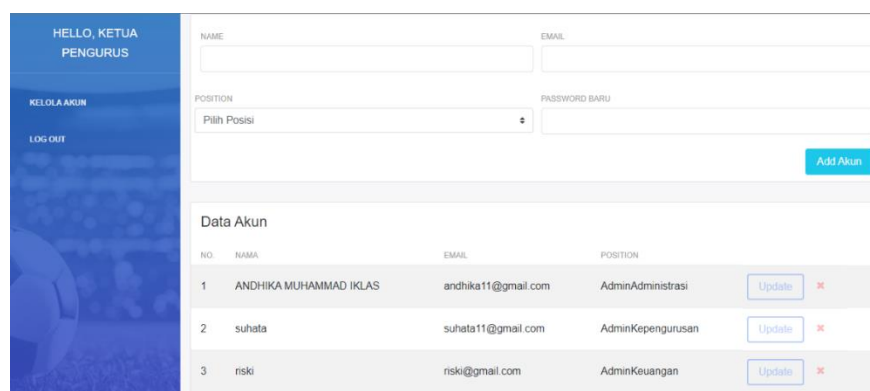 HELLO, KETUA
PENGURUS
KELOLA AKUN
LOG OUT
NAME
EMAIL
POSITION
PASSWORD BARU
Pilih Posisi
Add Akun
Data Akun
NO. NAMA EMAIL POSITION
1 ANDHIKA MUHAMMAD IKLAS andhika11@gmail.com AdminAdministrasi Update
2 suhata suhata11@gmail.com AdminKepengurusan Update
3 riski riski@gmail.com AdminKeuangan Update